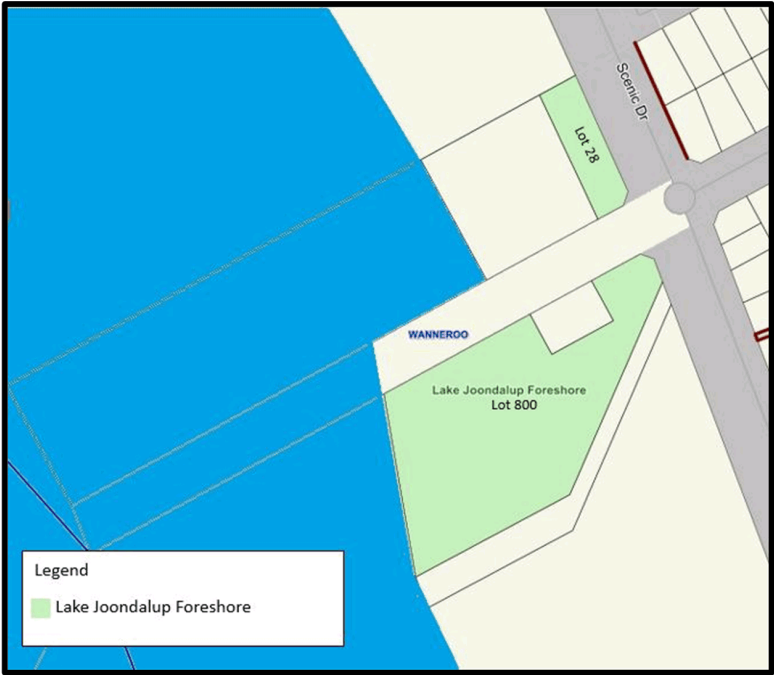 Scenic Dr
Lot 28
WANNEROO
Lake Joondalup Foreshore
Lot 800
Legend
Lake Joondalup Foreshore